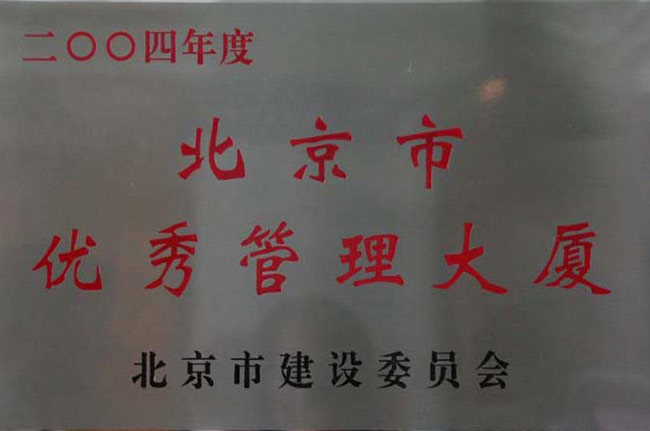 二〇〇四年度
北京市
优秀管理大厦
北京市建设委员会